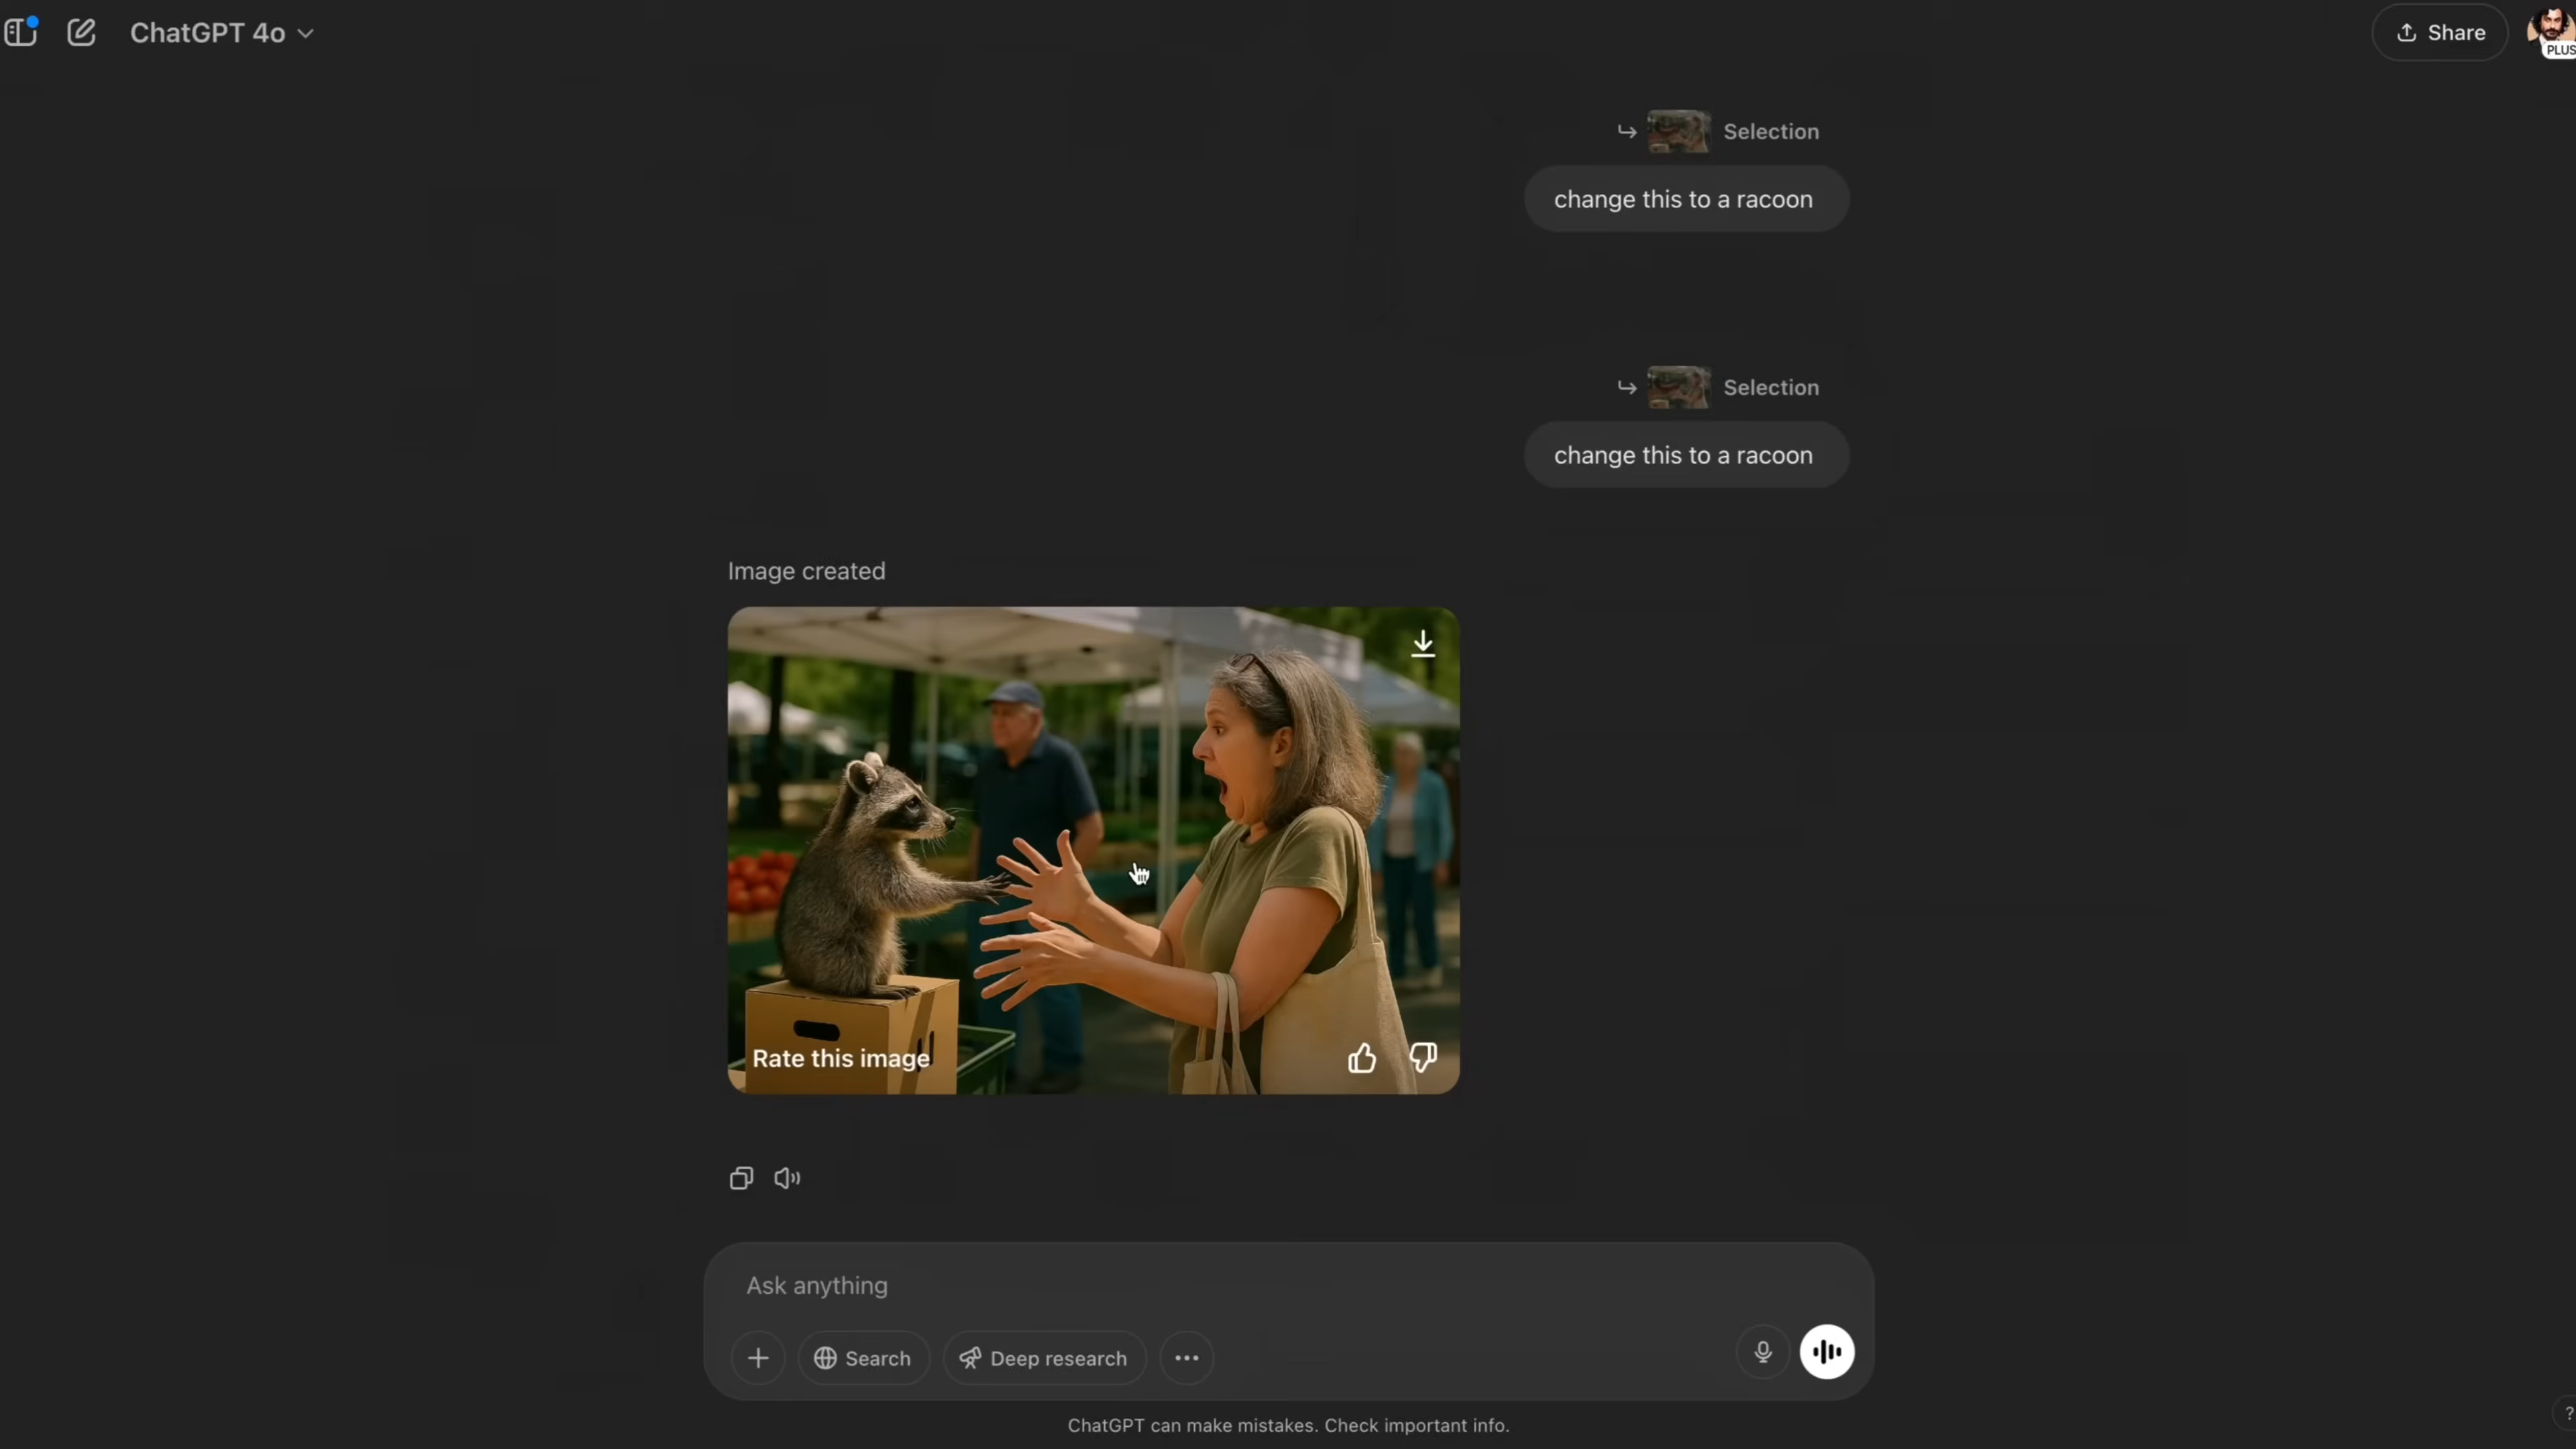 ChatGPT 4o
Share
PLUS
Selection
change this to a racoon
Selection
change this to a racoon
Image created
Rate this image
Ask anything
Search
Deep research
ChatGPT can make mistakes. Check important info.
?